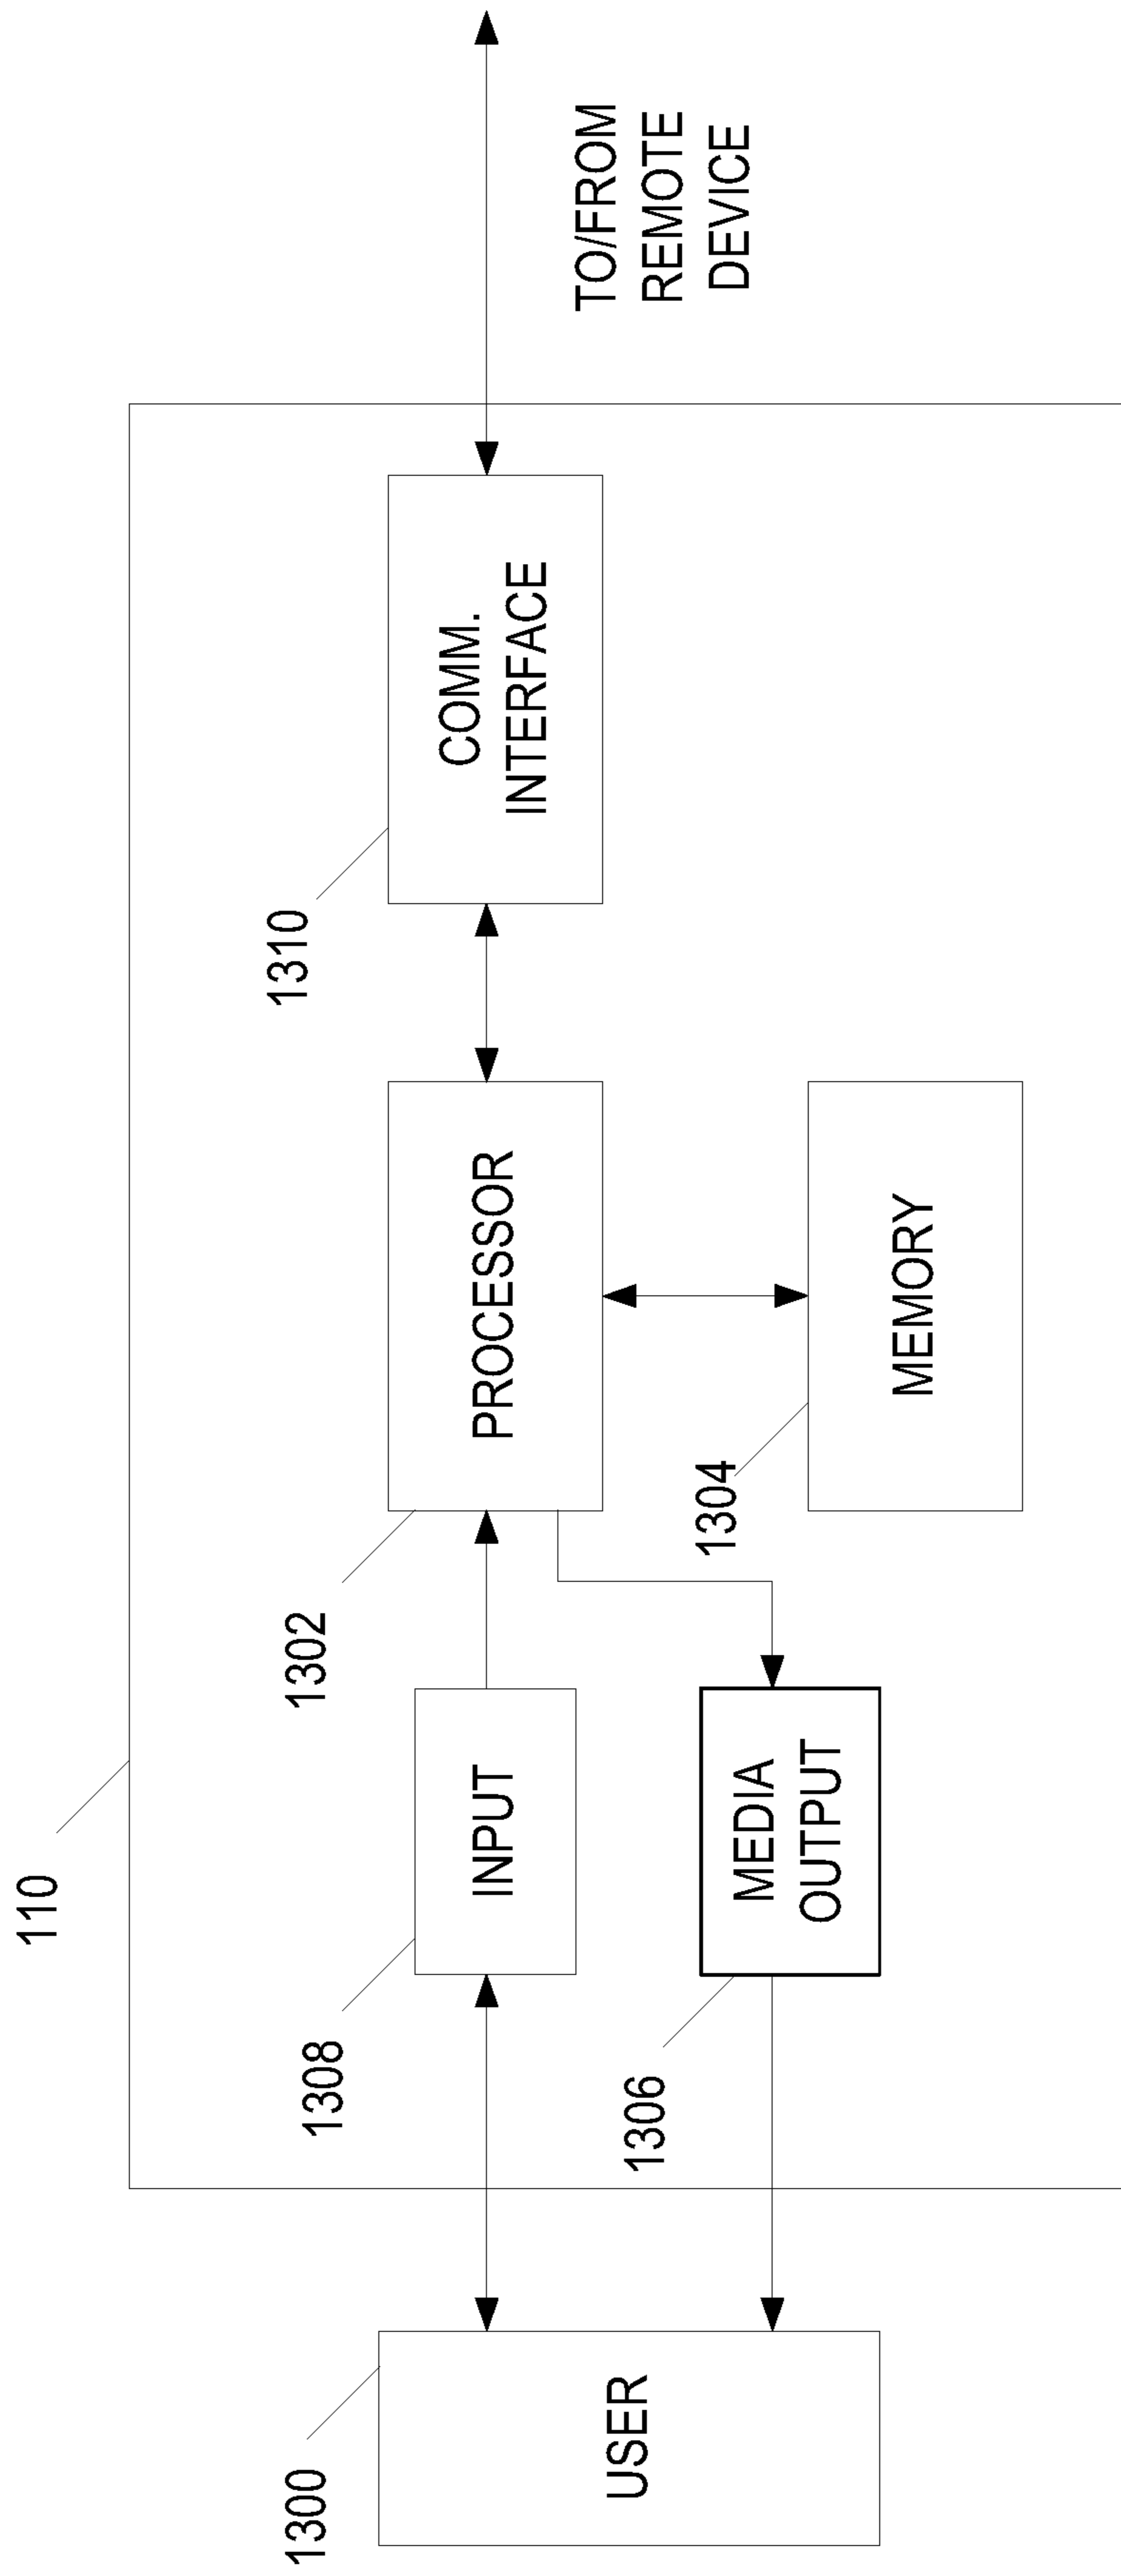 110
1300
USER
1308
INPUT
1306
MEDIA
OUTPUT
1302
PROCESSOR
1304
MEMORY
1310
COMM.
INTERFACE
TO/FROM
REMOTE
DEVICE